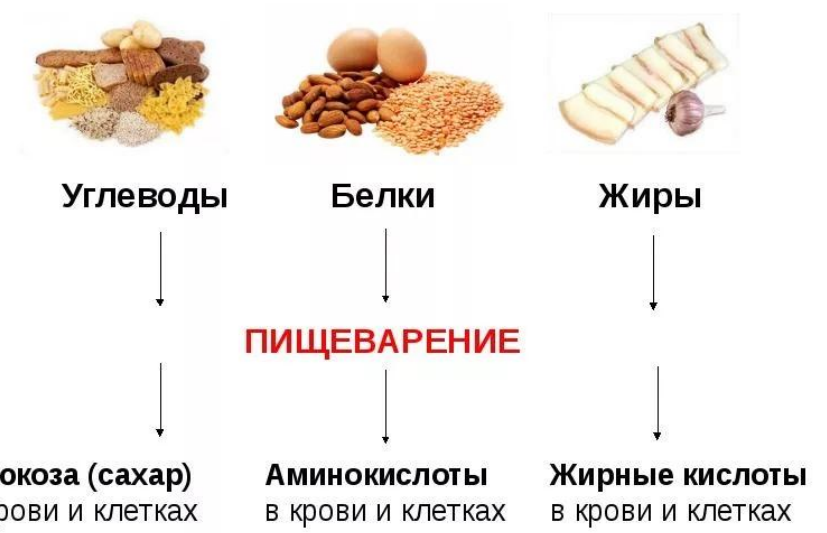 Углеводы Белки Жиры
ПИЩЕВАРЕНИЕ
окоза (сахар) Аминокислоты Жирные кислоты
рови и клетках в крови и клетках в крови и клетках